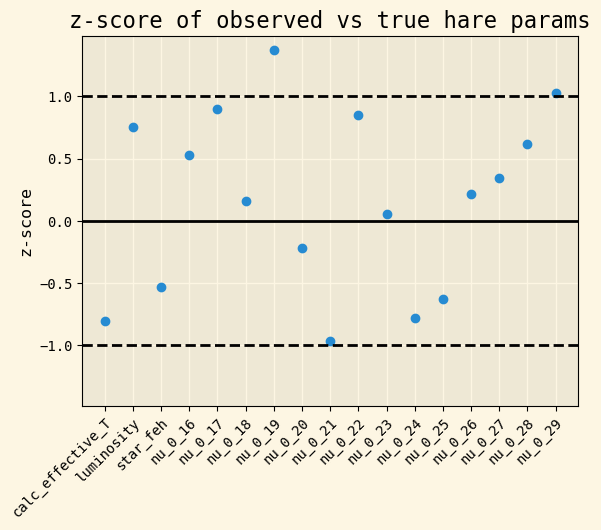 z-score of observed vs true hare params
z-score
1.0
0.5
0.0
−0.5
−1.0
calc_effective_T
luminosity
star_feh
nu_0_16
nu_0_17
nu_0_18
nu_0_19
nu_0_20
nu_0_21
nu_0_22
nu_0_23
nu_0_24
nu_0_25
nu_0_26
nu_0_27
nu_0_28
nu_0_29